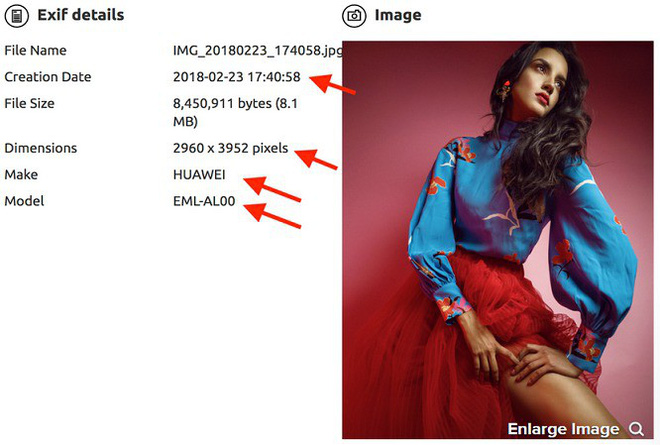 Exif details
File Name IMG_20180223_174058.jpg
Creation Date 2018-02-23 17:40:58
File Size 8,450,911 bytes (8.1
MB)
Dimensions 2960 x 3952 pixels
Make HUAWEI
Model EML-AL00
Image
Enlarge Image